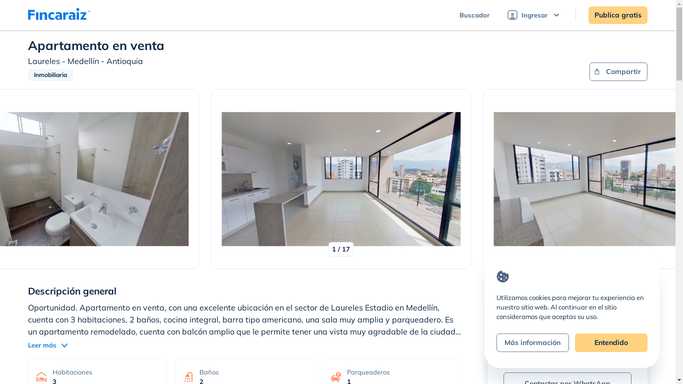 Fincaraiz
Buscador
Ingresar
Publica gratis
Apartamento en venta
Laureles - Medellín - Antioquia
Inmobiliaria
Compartir
1 / 17
Descripción general
Oportunidad. Apartamento en venta, con una excelente ubicación en el sector de Laureles Estadio en Medellín,
cuenta con 3 habitaciones, 2 baños, cocina integral, barra tipo americano, una sala muy amplia y parqueadero. Es
un apartamento remodelado, cuenta con balcón amplio que le permite tener una vista muy agradable de la ciudad...
Leer más
Habitaciones
3
Baños
2
Parqueaderos
1
Utilizamos cookies para mejorar tu experiencia en
nuestro sitio web. Al continuar en el sitio
consideramos que aceptas su uso.
Más información
Entendido
Contactar por WhatsApp